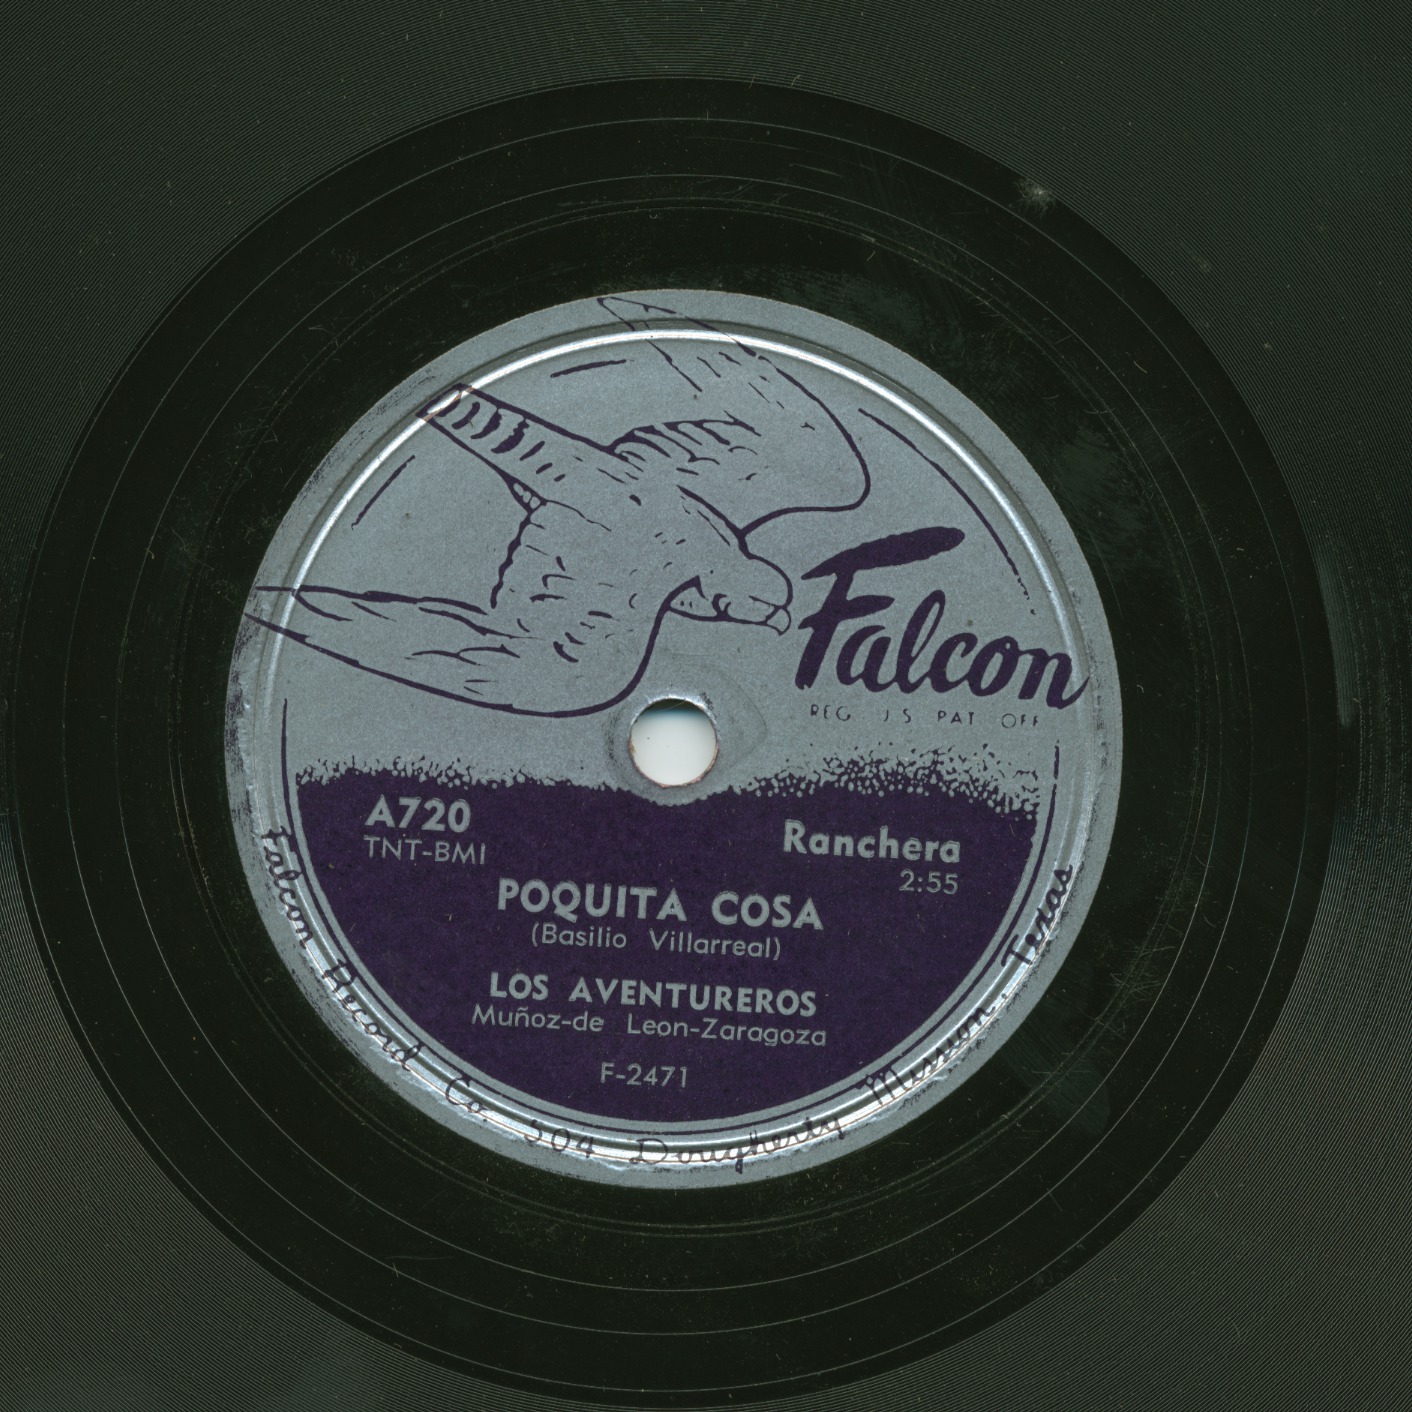 Falcon
REG. U.S. PAT. OFF.
A720
TNT-BMI
Ranchera
2:55
POQUITA COSA
(Basilio Villarreal)
LOS AVENTUREROS
Muñoz-de Leon-Zaragoza
F-2471
Falcon Record Co. 504 Dougherty Mission, Texas